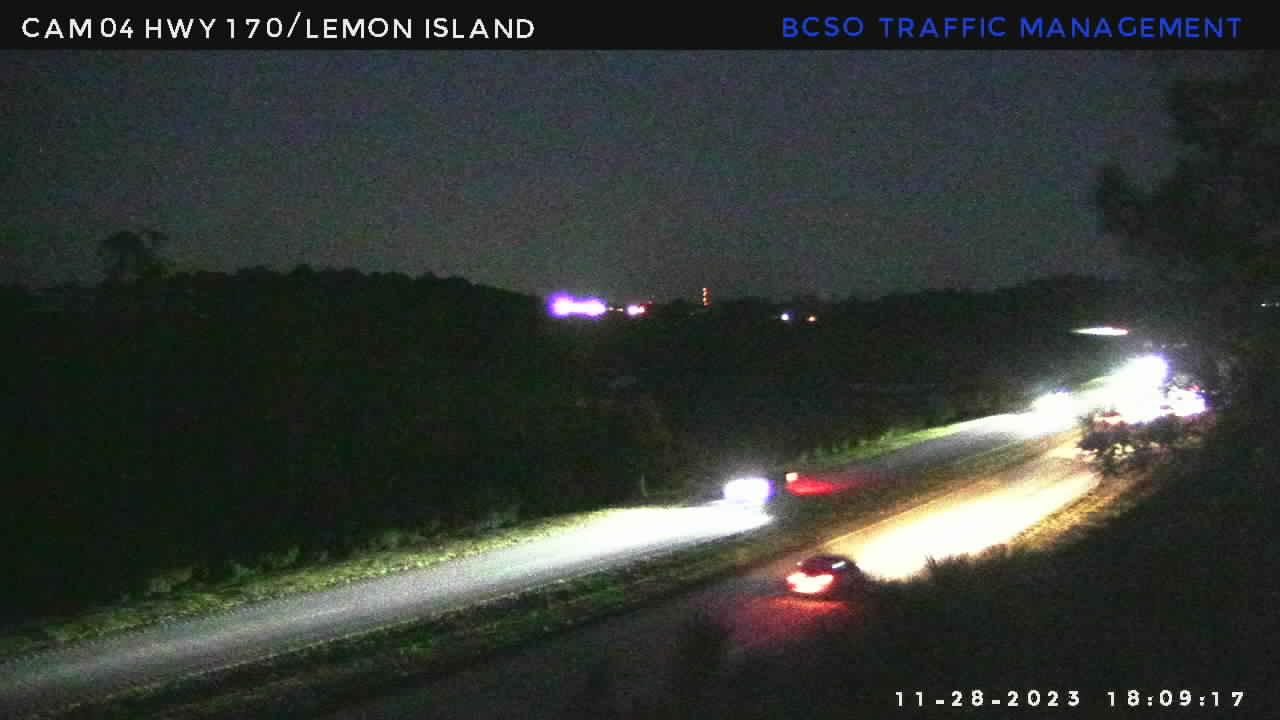 CAM04 HWY 170/LEMON ISLAND BCSO TRAFFIC MANAGEMENT
11-28-2023 18:09:17